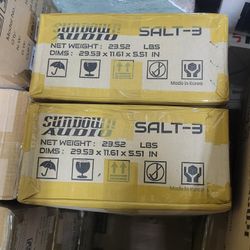 SUNDOWN
AUDIO
SALT-3
NET WEIGHT : 23.52 LBS
DIMS : 29.53 x 11.61 x 5.51 IN
Made in Korea
SUNDOWN
AUDIO
SALT-3
NET WEIGHT : 23.52 LBS
DIMS : 29.53 x 11.61 x 5.51 IN
Made in Korea